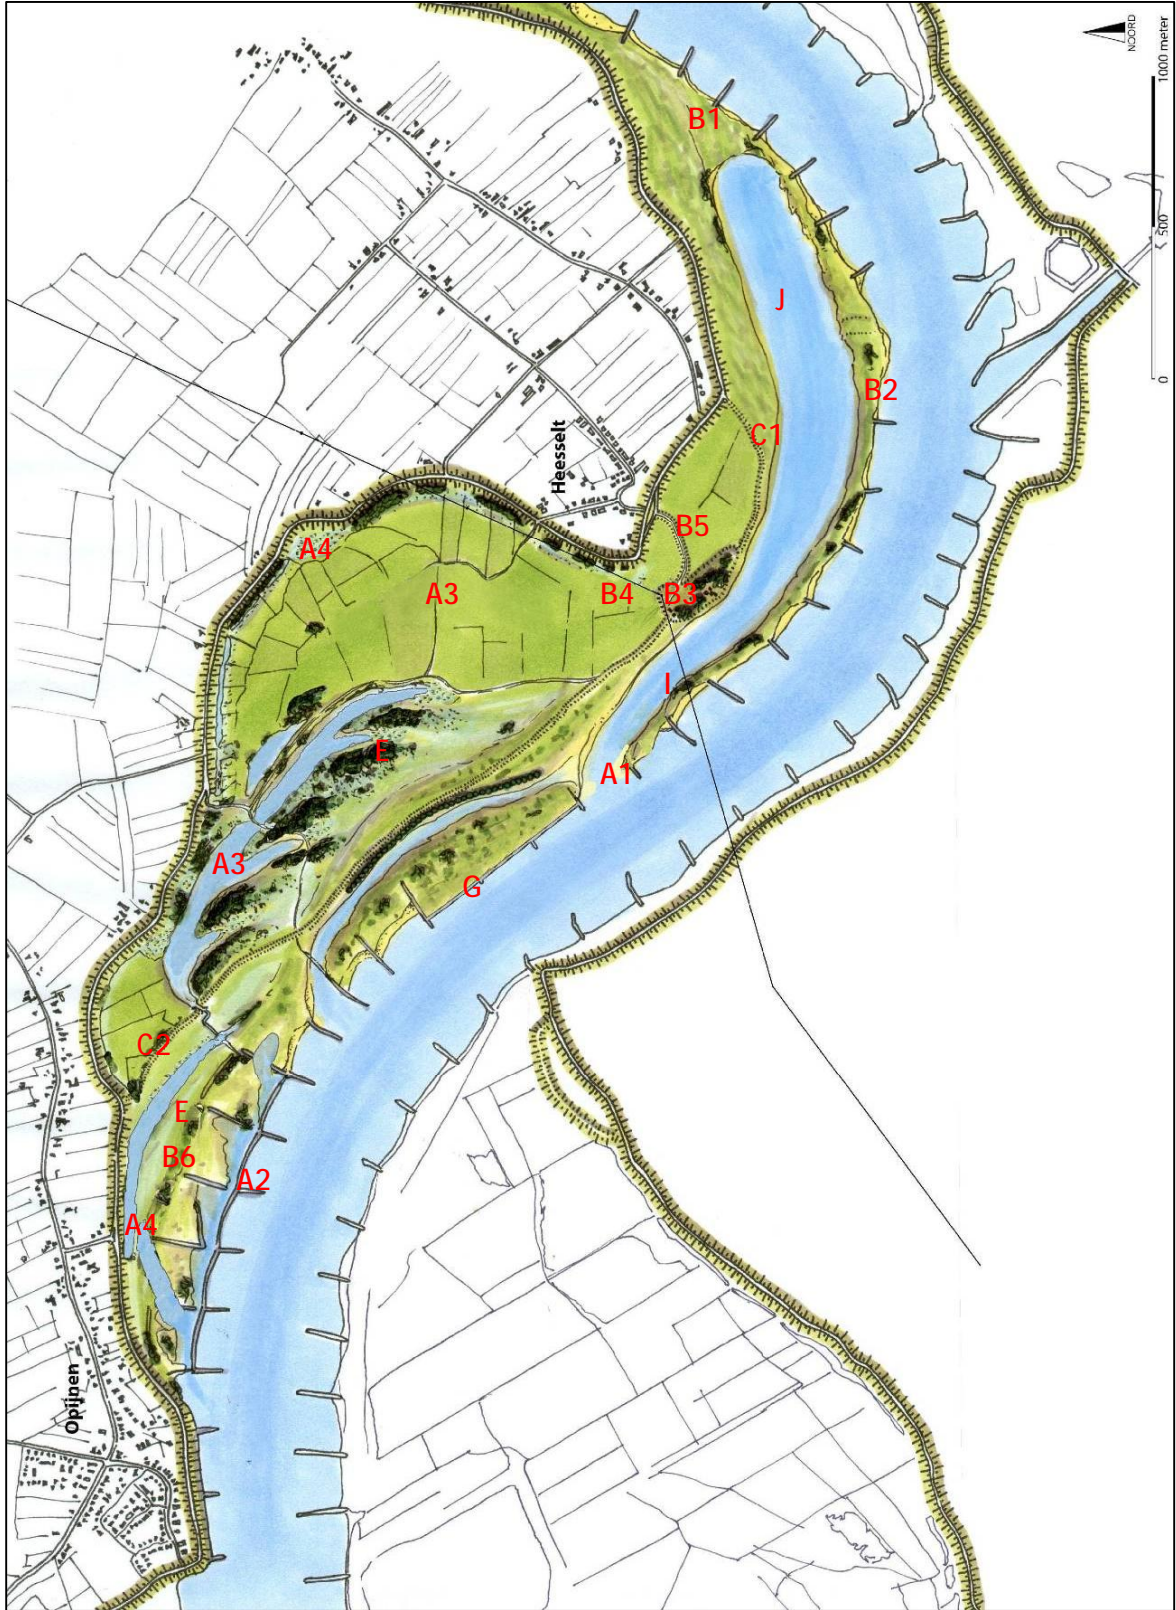 NOORD
1000 meter
500
0
B1
J
B2
C1
Heesselt
B5
A4
A3
B4
B3
I
E
A1
A3
G
C2
E
B6
A2
A4
Opijnen